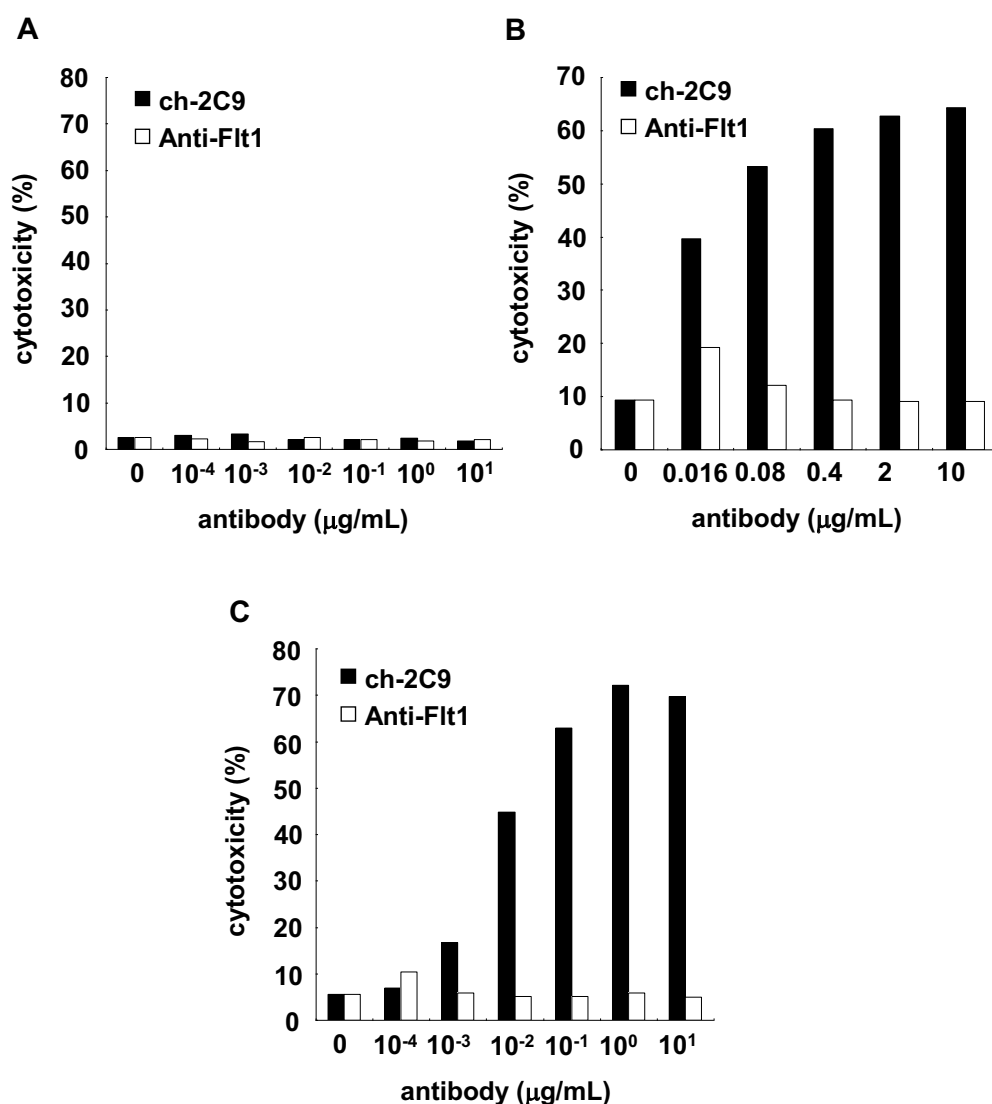 A
80
70
60
50
40
30
20
10
0
cytotoxicity (%)
ch-2C9
Anti-Flt1
0 10⁻⁴ 10⁻³ 10⁻² 10⁻¹ 10⁰ 10¹
antibody (μg/mL)
B
70
60
50
40
30
20
10
0
cytotoxicity (%)
ch-2C9
Anti-Flt1
0 0.016 0.08 0.4 2 10
antibody (μg/mL)
C
80
70
60
50
40
30
20
10
0
cytotoxicity (%)
ch-2C9
Anti-Flt1
0 10⁻⁴ 10⁻³ 10⁻² 10⁻¹ 10⁰ 10¹
antibody (μg/mL)